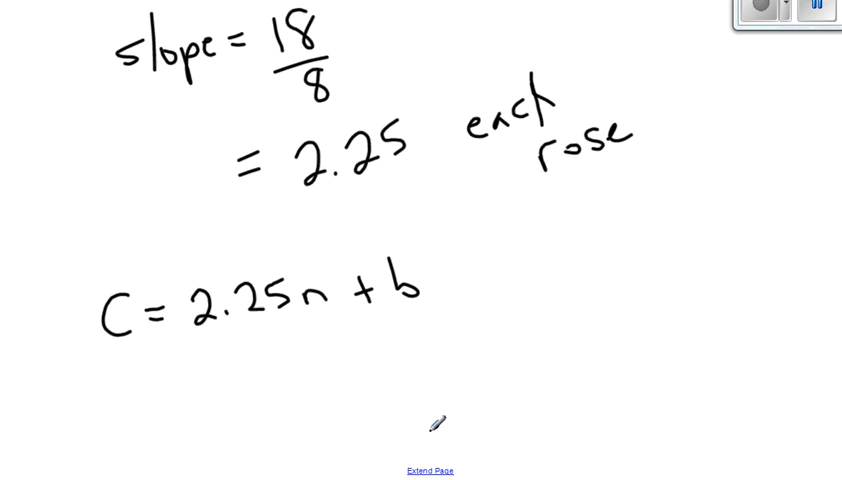 slope = 18/8
= 2.25 each rose
C = 2.25n + b
Extend Page